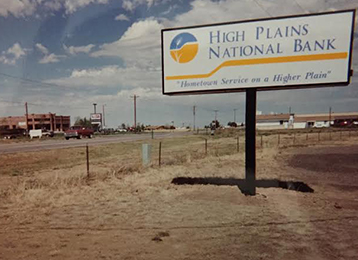 HIGH PLAINS
NATIONAL BANK
"Hometown Service on a Higher Plain"